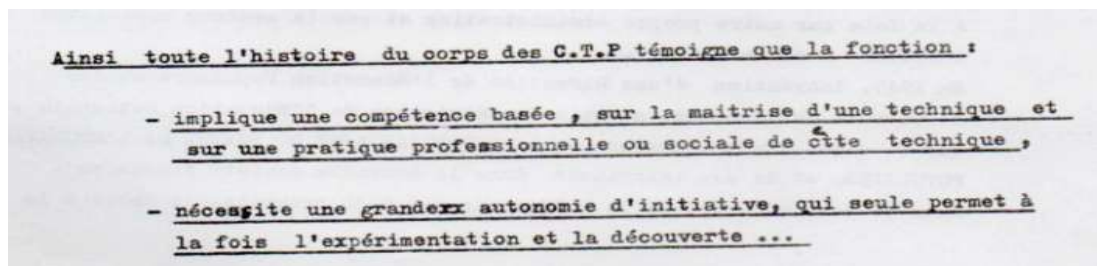 Ainsi toute l'histoire du corps des C.T.P témoigne que la fonction :
- implique une compétence basée , sur la maitrise d'une technique et
sur une pratique professionnelle ou sociale de cette technique ,
- nécessite une grandexx autonomie d'initiative, qui seule permet à
la fois l'expérimentation et la découverte ...